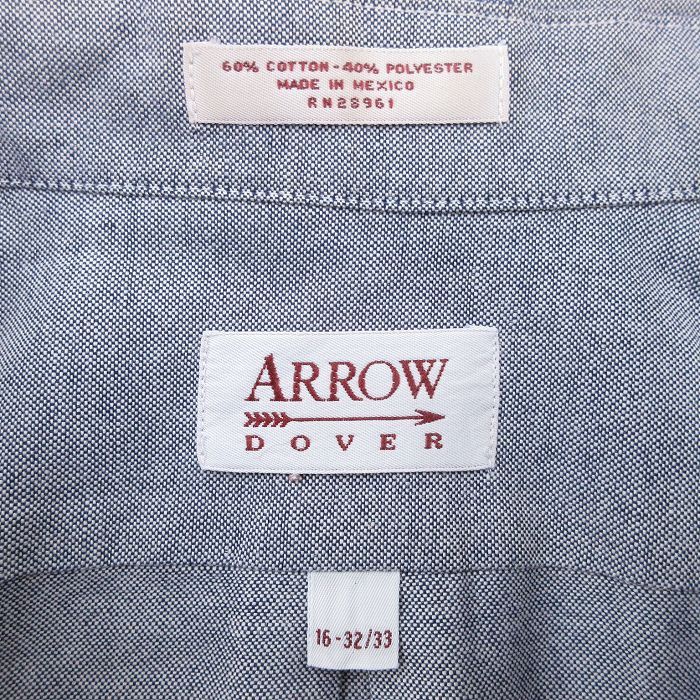 60% COTTON-40% POLYESTER
MADE IN MEXICO
RN28961
ARROW
DOVER
16-32/33